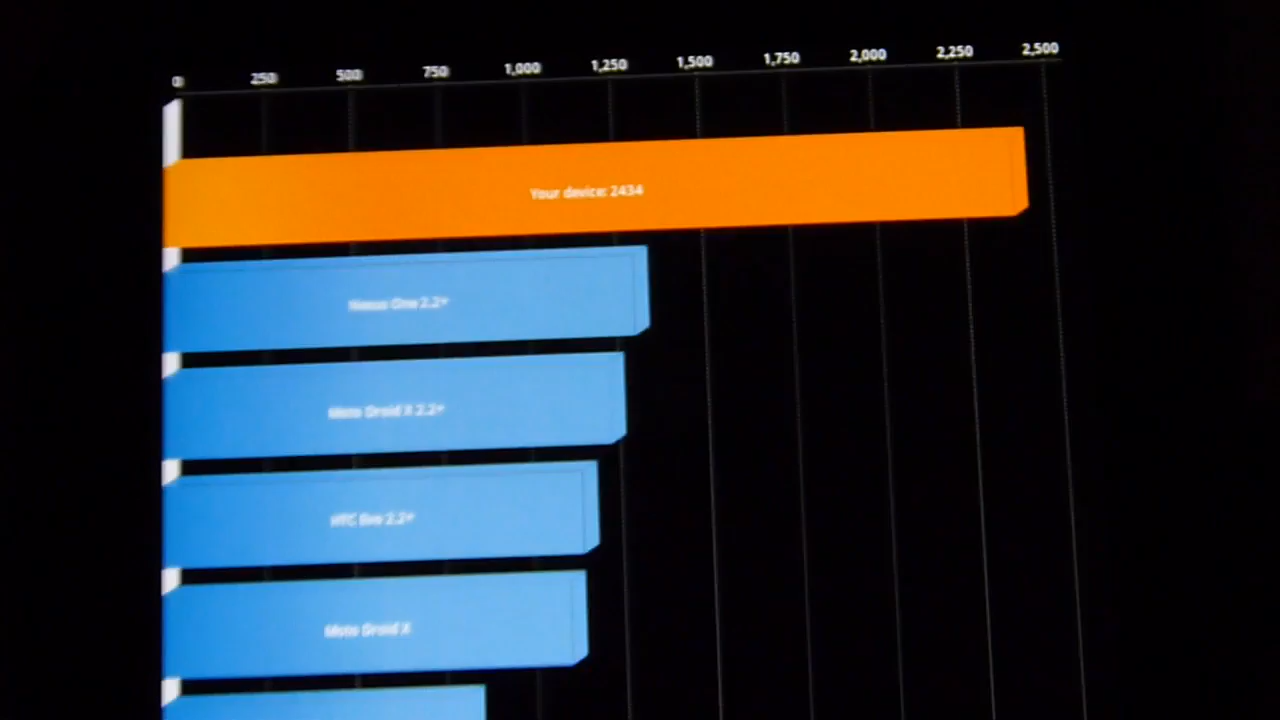 0 250 500 750 1,000 1,250 1,500 1,750 2,000 2,250 2,500
Your device: 2434
Nexus One 2.2+
Moto Droid X 2.2+
HTC Evo 2.2+
Moto Droid X